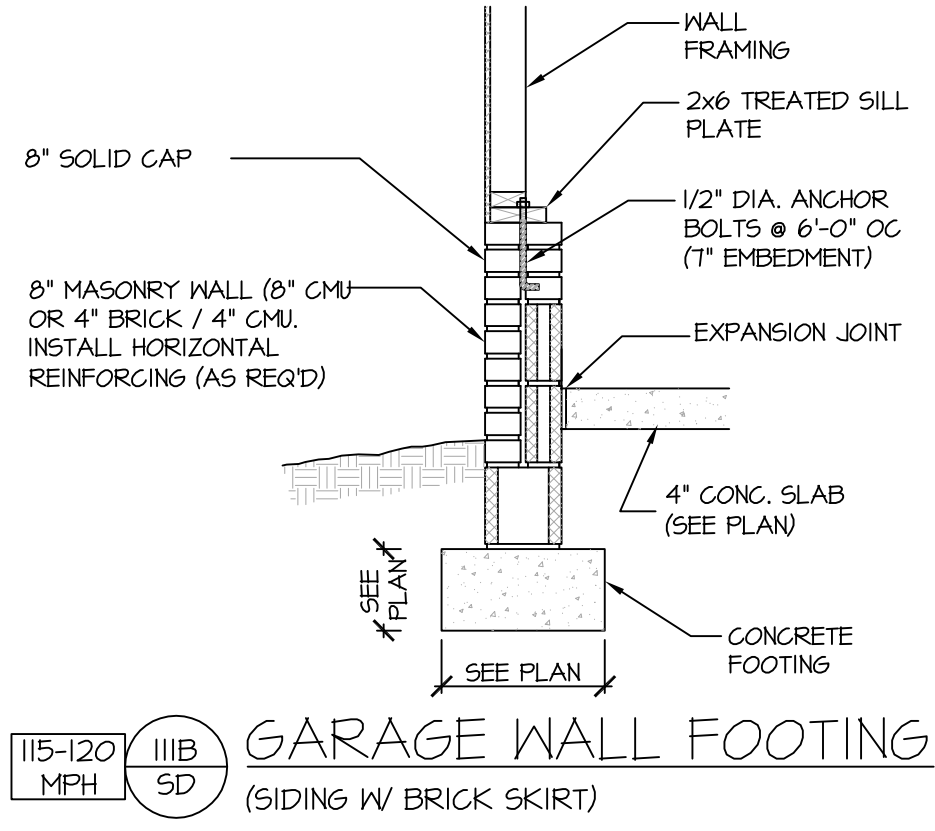 WALL
FRAMING
2x6 TREATED SILL
PLATE
8" SOLID CAP
1/2" DIA. ANCHOR
BOLTS @ 6'-0" OC
(7" EMBEDMENT)
8" MASONRY WALL (8" CMU
OR 4" BRICK / 4" CMU.
INSTALL HORIZONTAL
REINFORCING (AS REQ'D)
EXPANSION JOINT
4" CONC. SLAB
(SEE PLAN)
SEE
PLAN
CONCRETE
FOOTING
SEE PLAN
115-120
MPH
111B
SD
GARAGE WALL FOOTING
(SIDING W/ BRICK SKIRT)